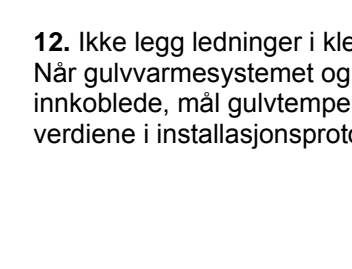 12. Ikke legg ledninger i kle
Når gulvvarmesystemet og
innkoblede, mål gulvtempe
verdiene i installasjonsproto